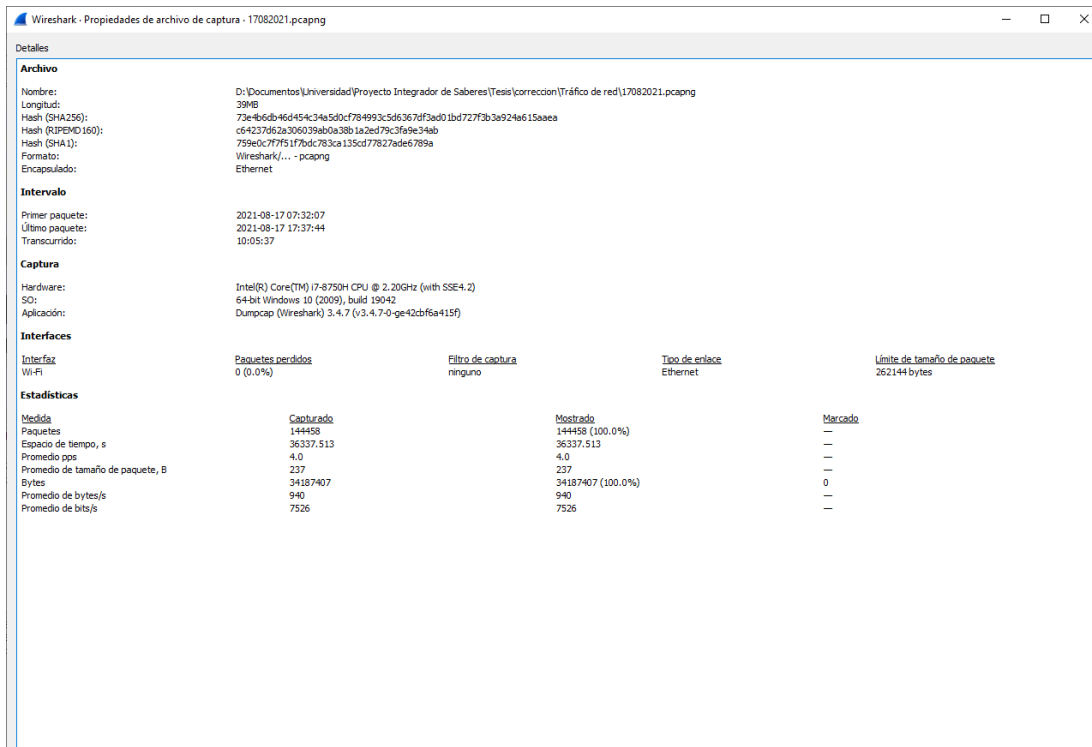 Wireshark · Propiedades de archivo de captura · 17082021.pcapng
Detalles
Archivo
Nombre: D:\Documentos\Universidad\Proyecto Integrador de Saberes\Tesis\correccion\Tráfico de red\17082021.pcapng
Longitud: 39MB
Hash (SHA256): 73e4b6db46d454c34a5d0cf784993c5d6367df3ad01bd727f3b3a924a615aaea
Hash (RIPEMD160): c64237d62a306039ab0a38b1a2ed79c3fa9e34ab
Hash (SHA1): 759e0c7f7f51f7bdc783ca135cd77827ade6789a
Formato: Wireshark/... - pcapng
Encapsulado: Ethernet
Intervalo
Primer paquete: 2021-08-17 07:32:07
Último paquete: 2021-08-17 17:37:44
Transcurrido: 10:05:37
Captura
Hardware: Intel(R) Core(TM) i7-8750H CPU @ 2.20GHz (with SSE4.2)
SO: 64-bit Windows 10 (2009), build 19042
Aplicación: Dumpcap (Wireshark) 3.4.7 (v3.4.7-0-ge42cbf6a415f)
Interfaces
Interfaz Paquetes perdidos Filtro de captura Tipo de enlace Límite de tamaño de paquete
Wi-Fi 0 (0.0%) ninguno Ethernet 262144 bytes
Estadísticas
Medida Capturado Mostrado Marcado
Paquetes 144458 144458 (100.0%) —
Espacio de tiempo, s 36337.513 36337.513 —
Promedio pps 4.0 4.0 —
Promedio de tamaño de paquete, B 237 237 —
Bytes 34187407 34187407 (100.0%) 0
Promedio de bytes/s 940 940 —
Promedio de bits/s 7526 7526 —